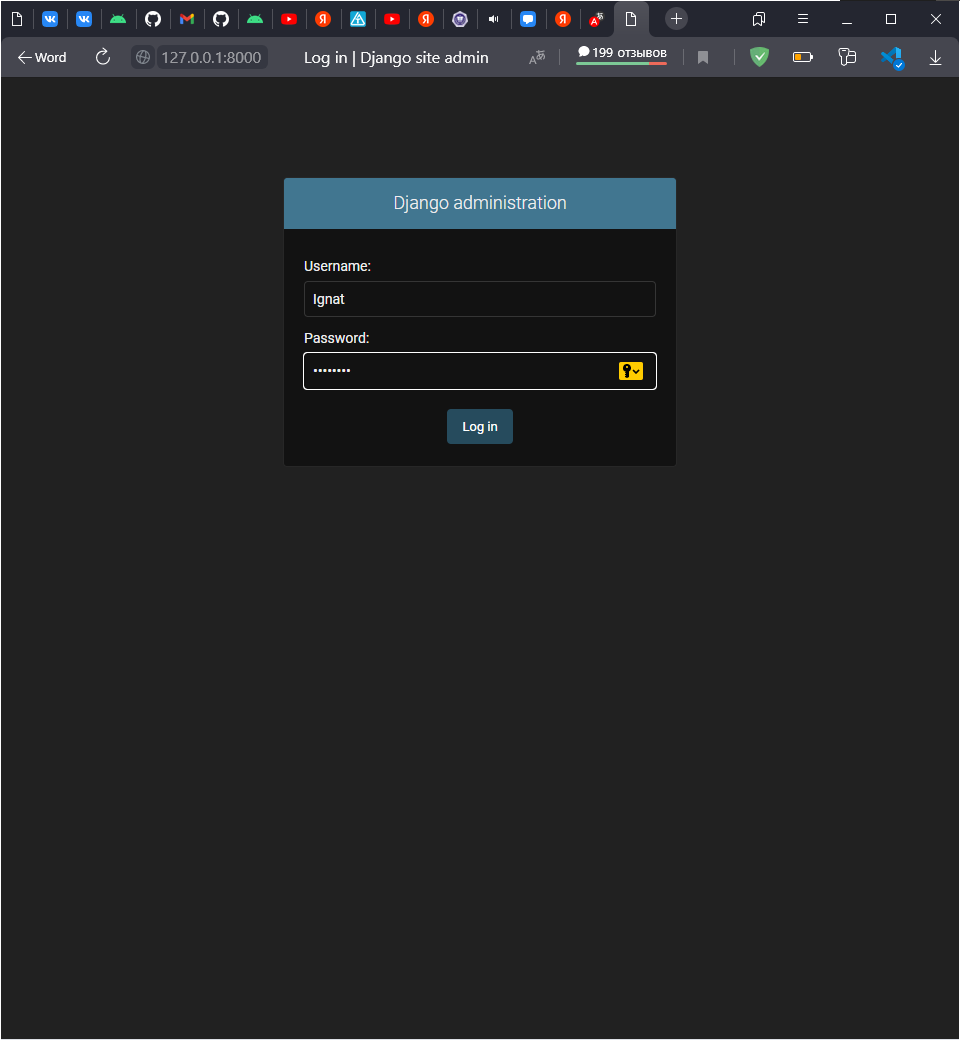 Word
127.0.0.1:8000
Log in | Django site admin
199 отзывов
Django administration
Username:
Ignat
Password:
••••••••
Log in